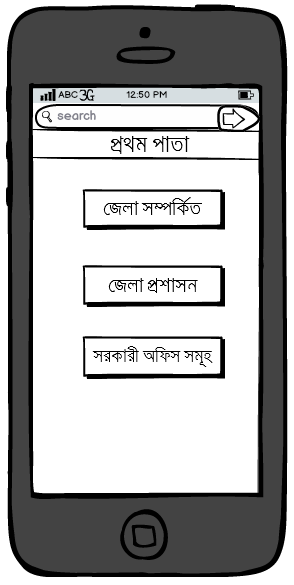 ABC 3G 12:50 PM
search
প্রথম পাতা
জেলা সম্পর্কিত
জেলা প্রশাসন
সরকারী অফিস সমূহ